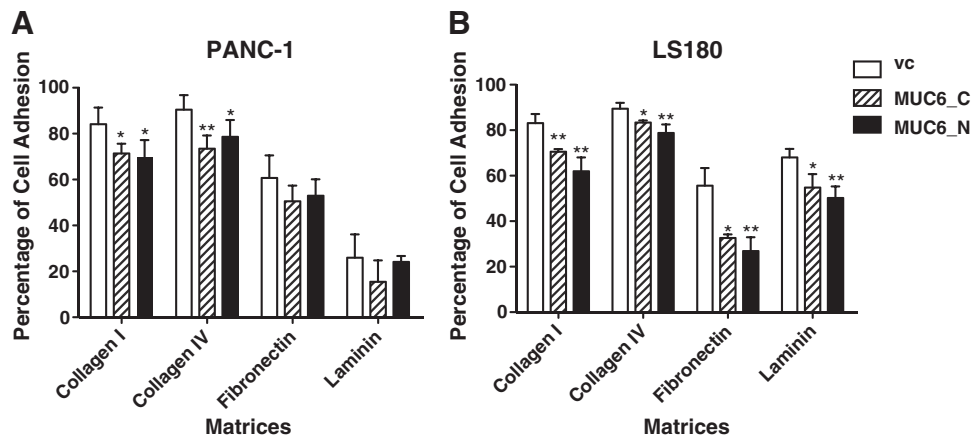 A
PANC-1
Percentage of Cell Adhesion
100
80
60
40
20
0
*
*
**
*
Collagen I
Collagen IV
Fibronectin
Laminin
Matrices
B
LS180
Percentage of Cell Adhesion
100
80
60
40
20
0
**
**
*
**
*
**
*
**
Collagen I
Collagen IV
Fibronectin
Laminin
Matrices
vc
MUC6_C
MUC6_N